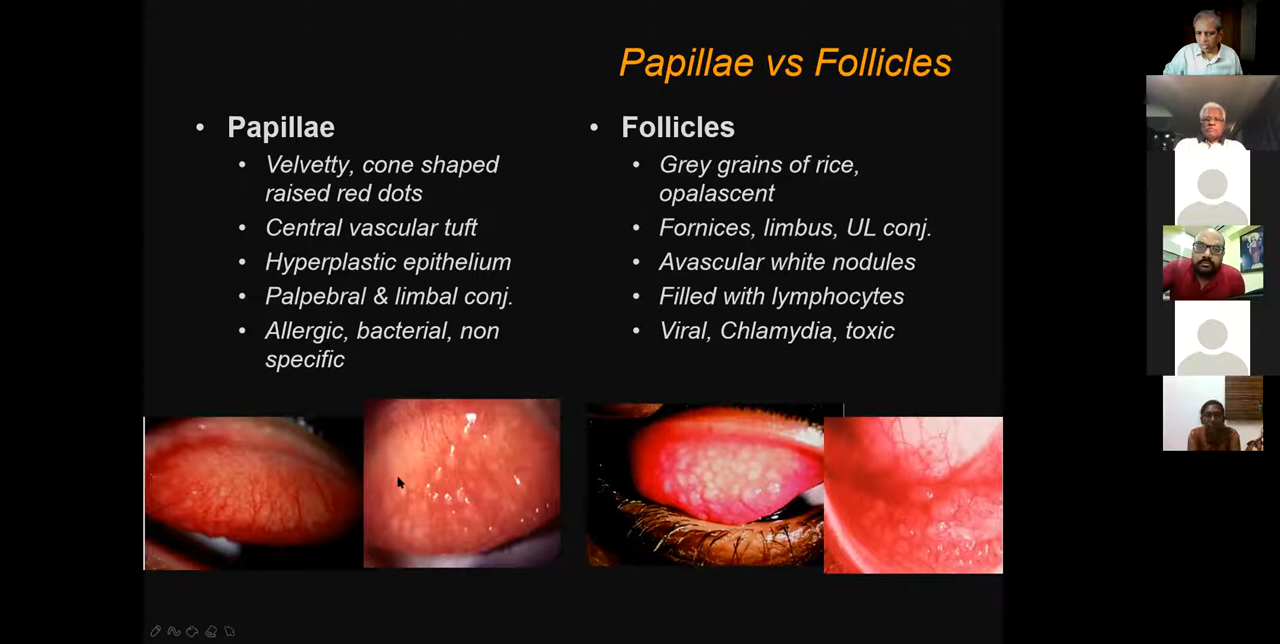 Papillae vs Follicles
• Papillae
• Velvetty, cone shaped
raised red dots
• Central vascular tuft
• Hyperplastic epithelium
• Palpebral & limbal conj.
• Allergic, bacterial, non
specific
• Follicles
• Grey grains of rice,
opalascent
• Fornices, limbus, UL conj.
• Avascular white nodules
• Filled with lymphocytes
• Viral, Chlamydia, toxic